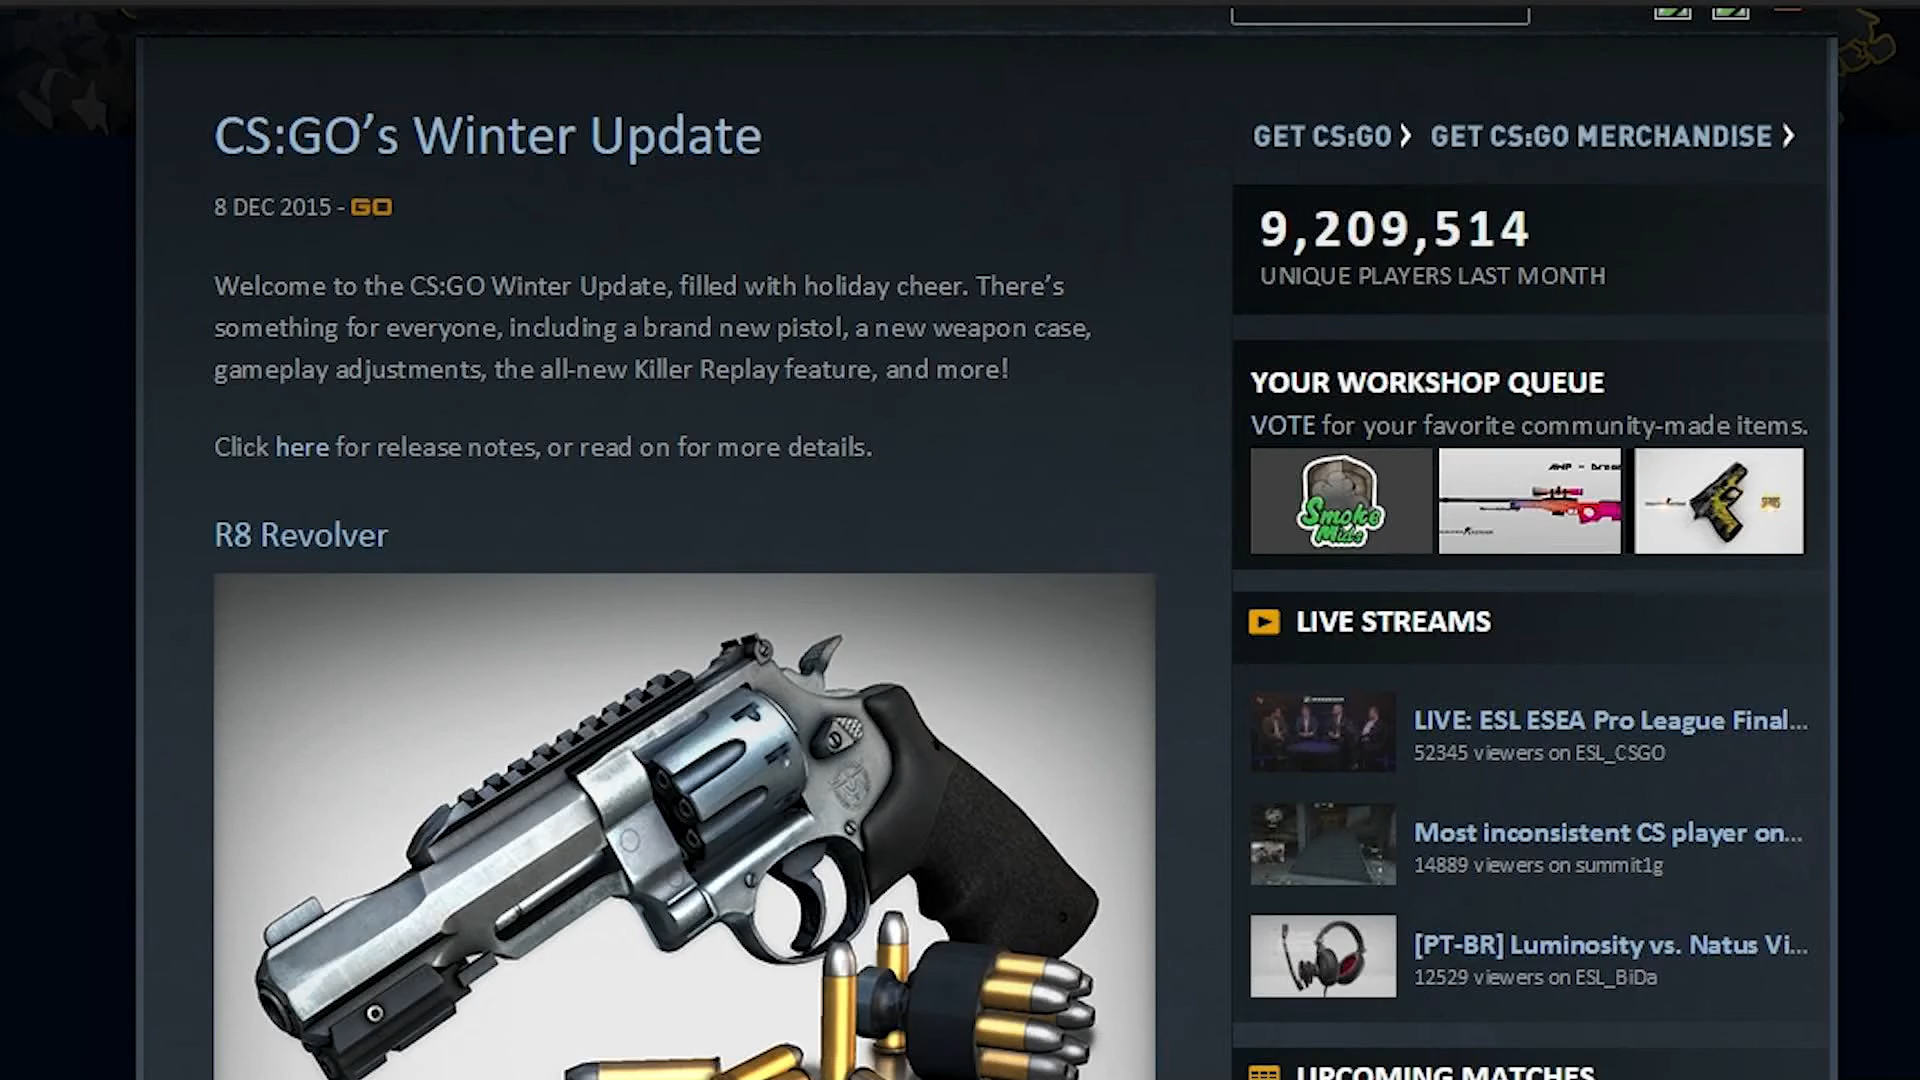 CS:GO’s Winter Update
8 DEC 2015 - GO
Welcome to the CS:GO Winter Update, filled with holiday cheer. There’s
something for everyone, including a brand new pistol, a new weapon case,
gameplay adjustments, the all-new Killer Replay feature, and more!
Click here for release notes, or read on for more details.
R8 Revolver
GET CS:GO GET CS:GO MERCHANDISE
9,209,514
UNIQUE PLAYERS LAST MONTH
YOUR WORKSHOP QUEUE
VOTE for your favorite community-made items.
Smoke
Mids
AWP -
LIVE STREAMS
LIVE: ESL ESEA Pro League Final...
52345 viewers on ESL_CSGO
Most inconsistent CS player on...
14889 viewers on summit1g
[PT-BR] Luminosity vs. Natus Vi...
12529 viewers on ESL_BiDa
UPCOMING MATCHES